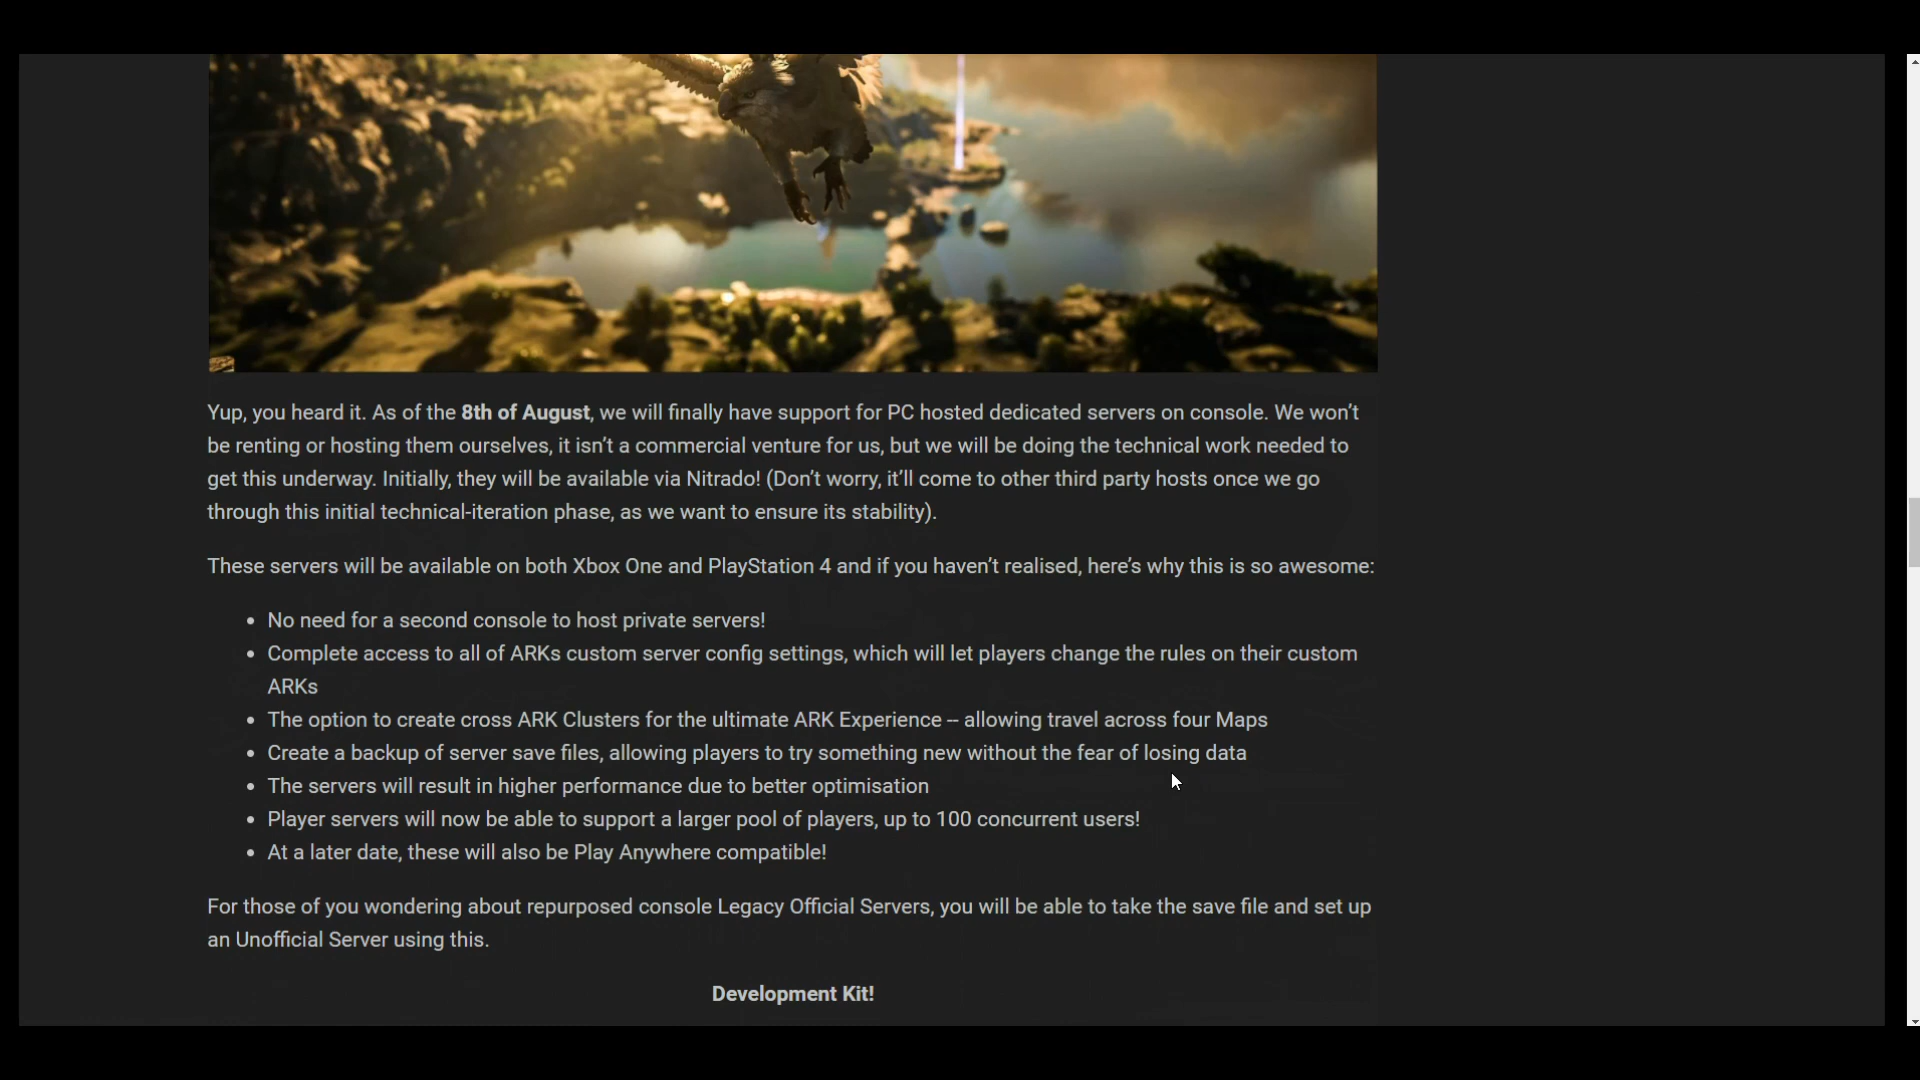 Yup, you heard it. As of the 8th of August, we will finally have support for PC hosted dedicated servers on console. We won't
be renting or hosting them ourselves, it isn't a commercial venture for us, but we will be doing the technical work needed to
get this underway. Initially, they will be available via Nitrado! (Don't worry, it'll come to other third party hosts once we go
through this initial technical-iteration phase, as we want to ensure its stability).
These servers will be available on both Xbox One and PlayStation 4 and if you haven't realised, here's why this is so awesome:
• No need for a second console to host private servers!
• Complete access to all of ARKs custom server config settings, which will let players change the rules on their custom
ARKs
• The option to create cross ARK Clusters for the ultimate ARK Experience -- allowing travel across four Maps
• Create a backup of server save files, allowing players to try something new without the fear of losing data
• The servers will result in higher performance due to better optimisation
• Player servers will now be able to support a larger pool of players, up to 100 concurrent users!
• At a later date, these will also be Play Anywhere compatible!
For those of you wondering about repurposed console Legacy Official Servers, you will be able to take the save file and set up
an Unofficial Server using this.
Development Kit!